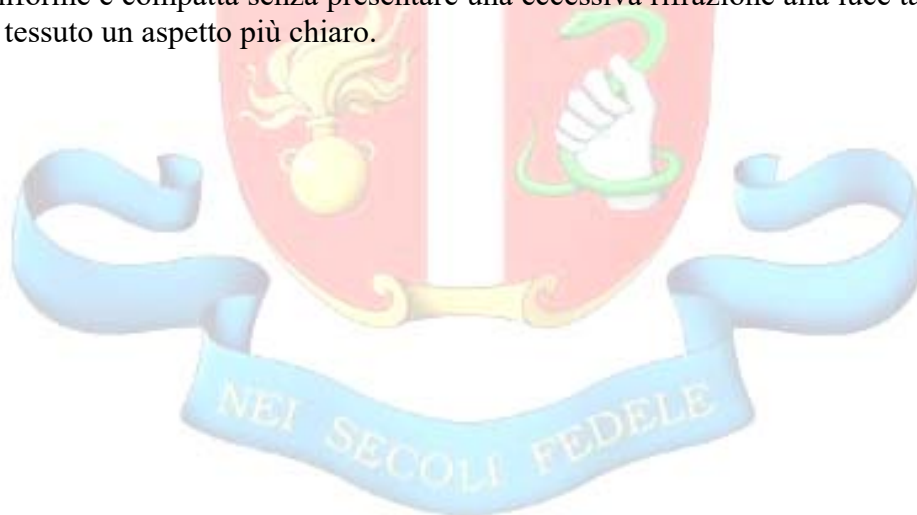 e compatta senza presentare una eccessiva rifrazione alla luce
tessuto un aspetto più chiaro.
NEI SECOLI FEDELE